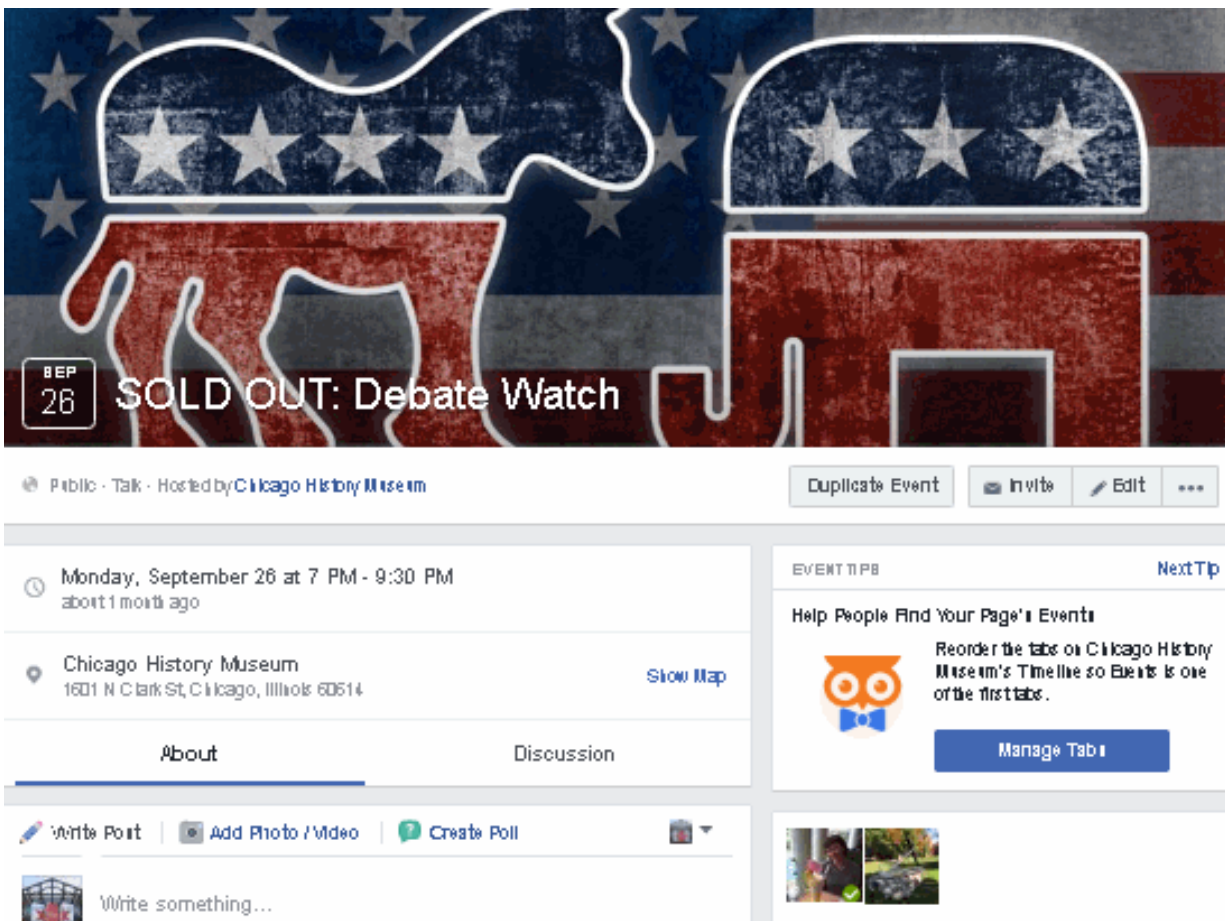 SEP
26
SOLD OUT: Debate Watch
Public · Talk · Hosted by Chicago History Museum
Duplicate Event
Invite
Edit
Monday, September 26 at 7 PM - 9:30 PM
about 1 month ago
Chicago History Museum
1601 N Clark St, Chicago, Illinois 60614
Show Map
About
Discussion
Write Post
Add Photo / Video
Create Poll
Write something...
EVENT TIPS
Next Tip
Help People Find Your Page's Events
Reorder the tabs on Chicago History
Museum's Timeline so Events is one
of the first tabs.
Manage Tabs